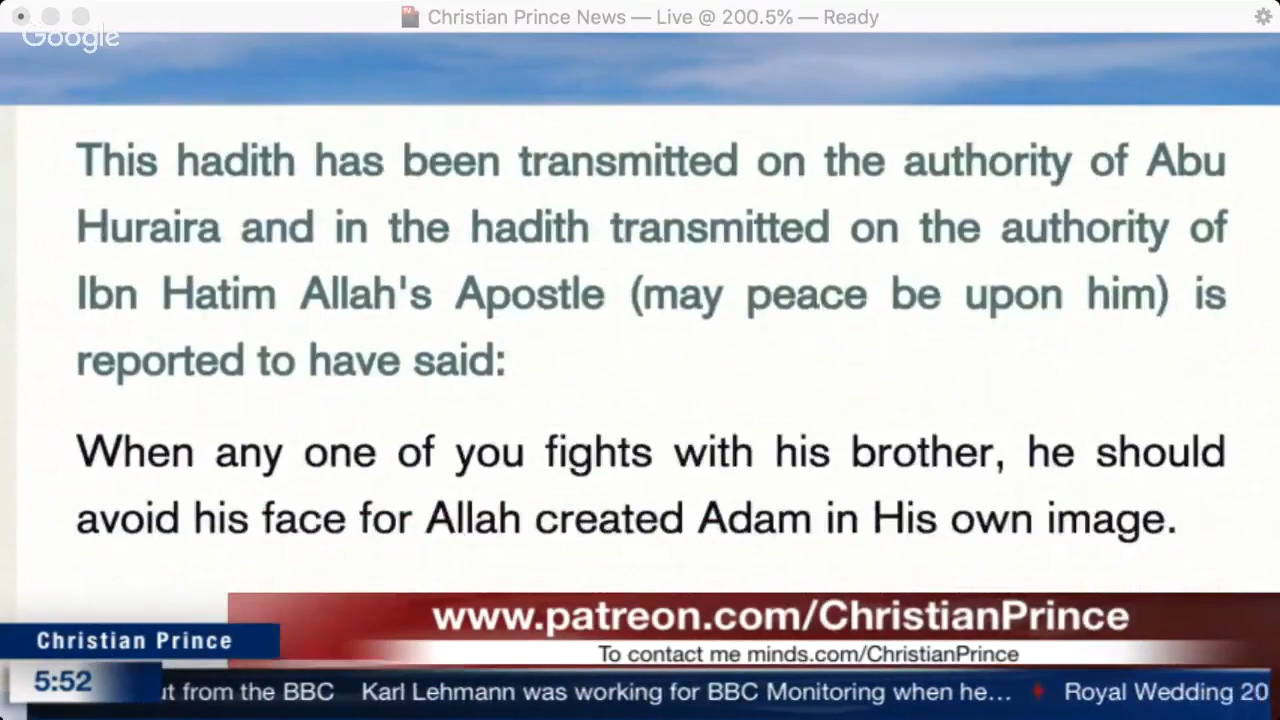 Christian Prince News — Live @ 200.5% — Ready
Google
This hadith has been transmitted on the authority of Abu
Huraira and in the hadith transmitted on the authority of
Ibn Hatim Allah's Apostle (may peace be upon him) is
reported to have said:
When any one of you fights with his brother, he should
avoid his face for Allah created Adam in His own image.
www.patreon.com/ChristianPrince
Christian Prince
To contact me minds.com/ChristianPrince
5:52
from the BBC Karl Lehmann was working for BBC Monitoring when he... Royal Wedding 20